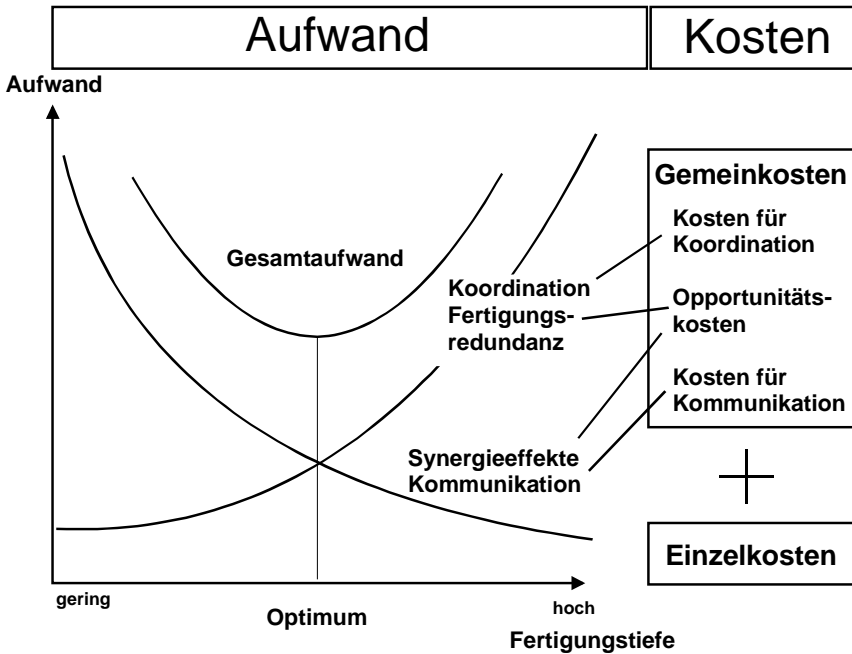 Aufwand
Kosten
Aufwand
Gemeinkosten
Kosten für
Koordination
Gesamtaufwand
Koordination
Fertigungs-
redundanz
Opportunitäts-
kosten
Kosten für
Kommunikation
Synergieeffekte
Kommunikation
Einzelkosten
gering
Optimum
hoch
Fertigungstiefe